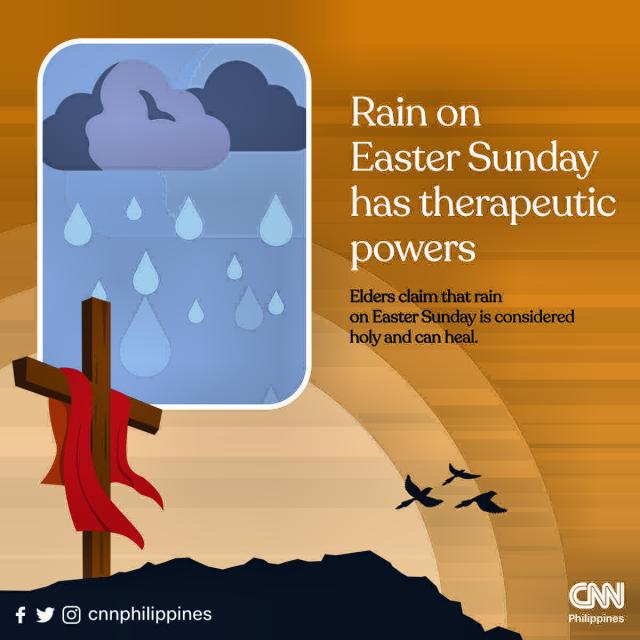 Rain on
Easter Sunday
has therapeutic
powers
Elders claim that rain
on Easter Sunday is considered
holy and can heal.
cnnphilippines
CNN
Philippines